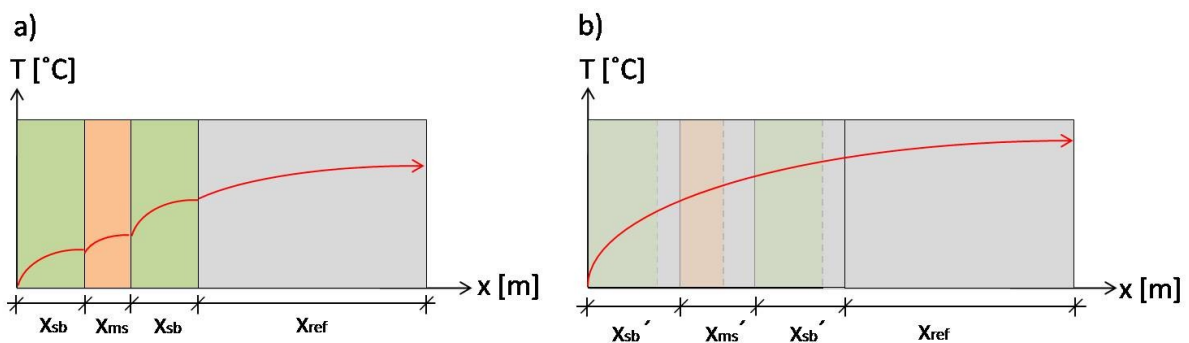 a)
T [˚C]
x [m]
Xsb Xms Xsb Xref
b)
T [˚C]
x [m]
Xsb´ Xms´ Xsb´ Xref